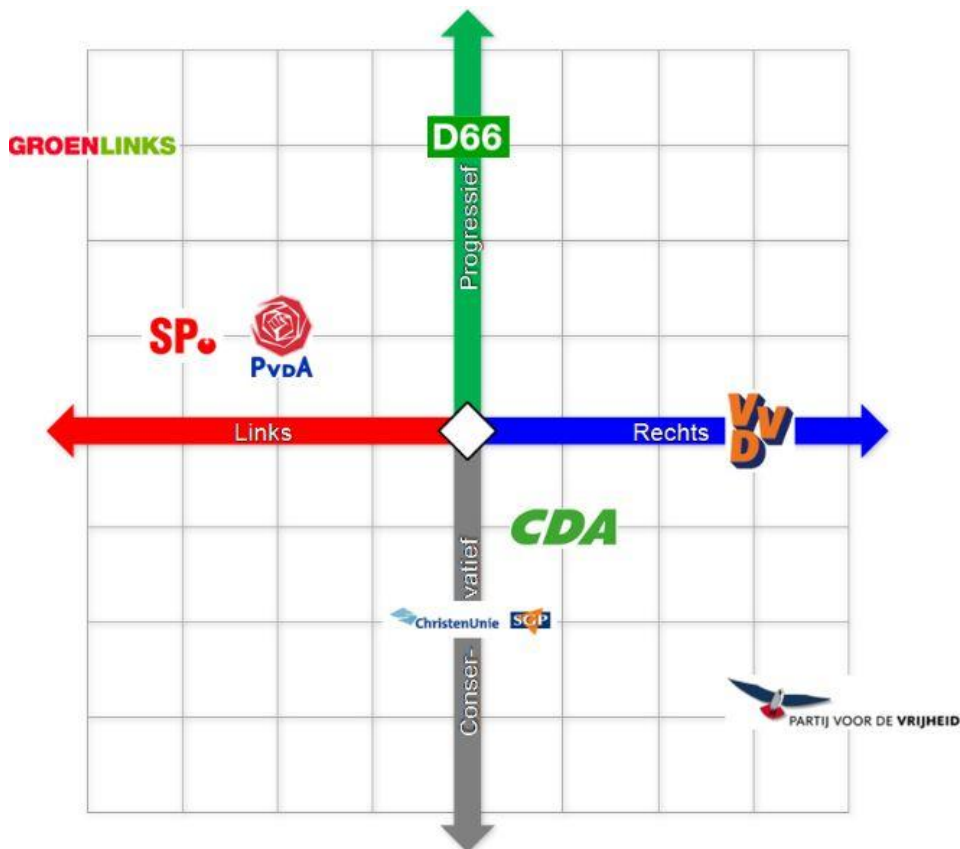 D66
GROENLINKS
Progressief
SP.
PVDA
Links
Rechts
VVD
CDA
Conser-vatief
ChristenUnie SGP
PARTIJ VOOR DE VRIJHEID